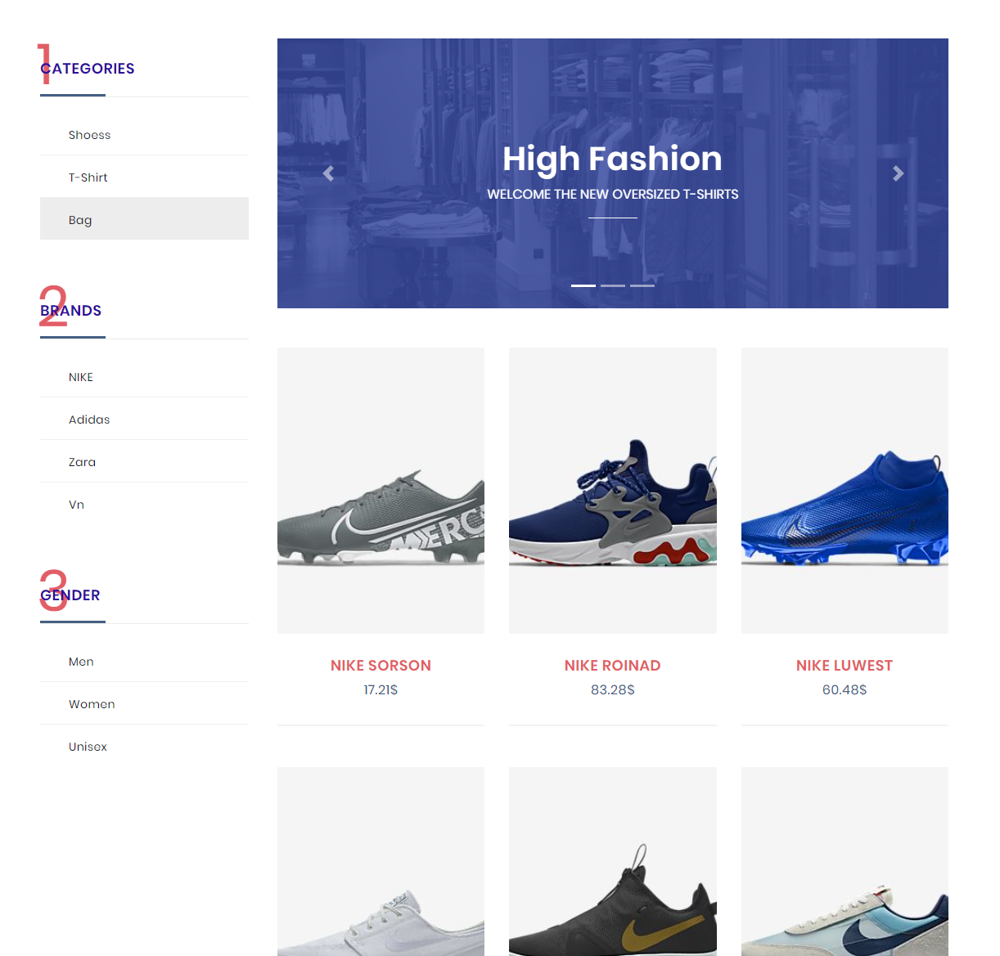 1
CATEGORIES
Shoess
T-Shirt
Bag
2
BRANDS
NIKE
Adidas
Zara
Vn
3
GENDER
Men
Women
Unisex
High Fashion
WELCOME THE NEW OVERSIZED T-SHIRTS
MERC
NIKE SORSON
17.21$
NIKE ROINAD
83.28$
NIKE LUWEST
60.48$